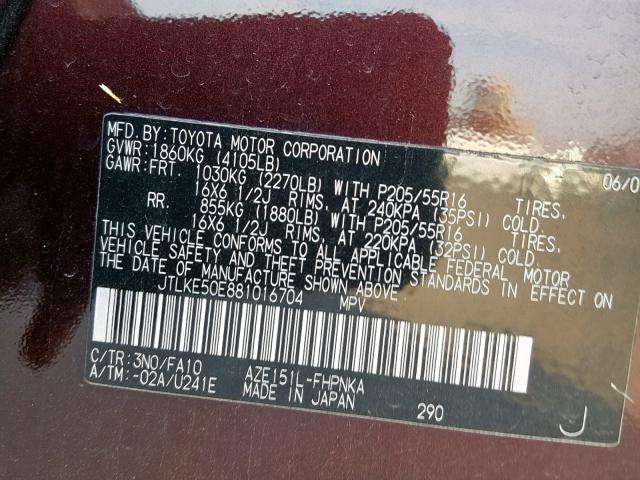 MFD.BY:TOYOTA MOTOR CORPORATION 06/0
GVWR:1860KG (4105LB)
GAWR:FRT. 1030KG (2270LB) WITH P205/55R16 TIRES,
16X6 1/2J RIMS, AT 240KPA (35PSI) COLD.
RR. 855KG (1880LB) WITH P205/55R16 TIRES,
16X6 1/2J RIMS, AT 220KPA (32PSI) COLD.
THIS VEHICLE CONFORMS TO ALL APPLICABLE FEDERAL MOTOR
VEHICLE SAFETY AND THEFT PREVENTION STANDARDS IN EFFECT ON
THE DATE OF MANUFACTURE SHOWN ABOVE.
JTLKE50E881016704 MPV
C/TR:3N0/FA10 AZE151L-FHPNKA
A/TM:-02A/U241E MADE IN JAPAN 290
J